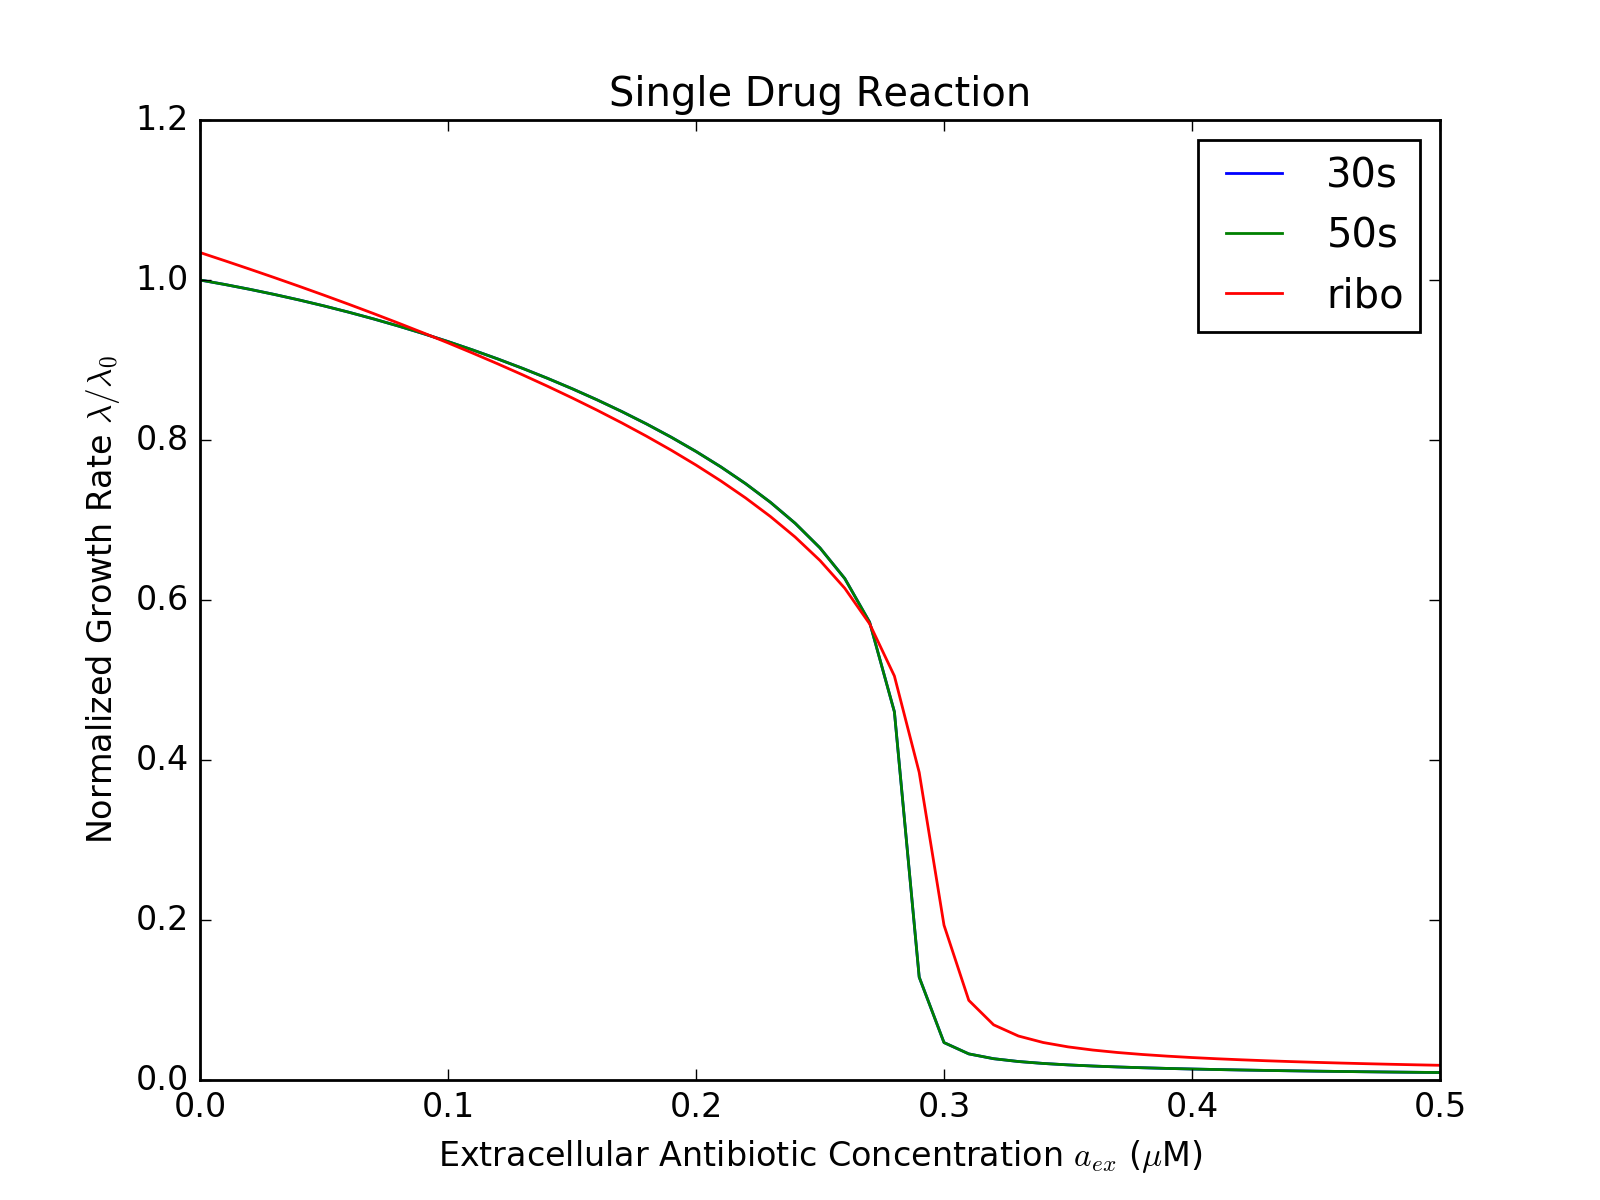 Single Drug Reaction
1.2
1.0
0.8
0.6
0.4
0.2
0.0
Normalized Growth Rate λ/λ₀
30s
50s
ribo
0.0 0.1 0.2 0.3 0.4 0.5
Extracellular Antibiotic Concentration aₑₓ (μM)